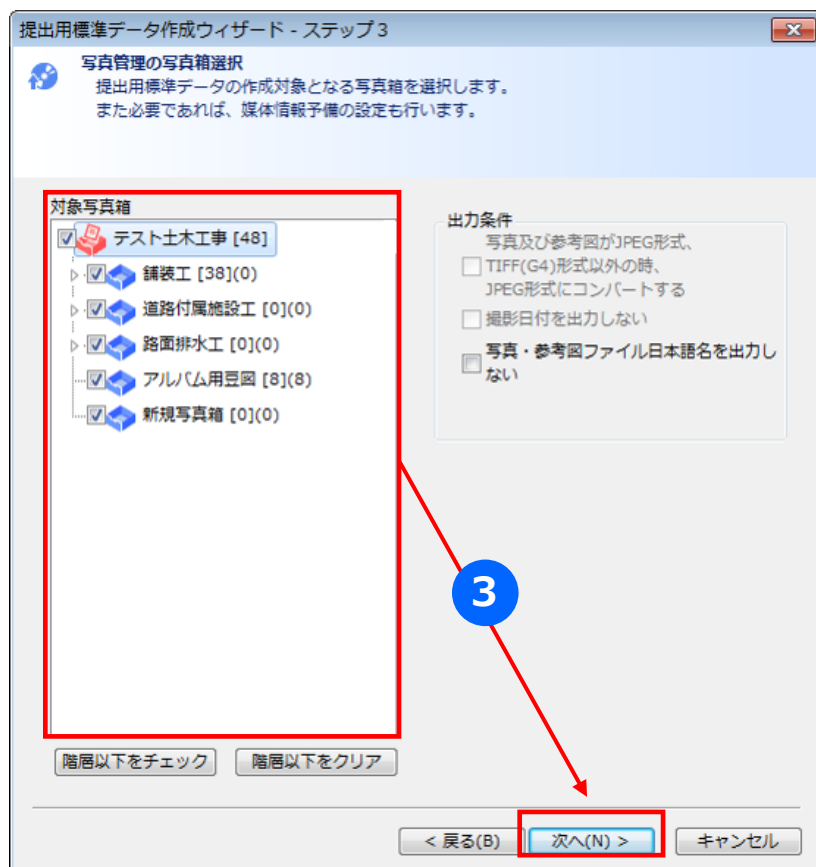 提出用標準データ作成ウィザード - ステップ3
写真管理の写真箱選択
提出用標準データの作成対象となる写真箱を選択します。
また必要であれば、媒体情報予備の設定も行います。
対象写真箱
テスト土木工事 [48]
舗装工 [38](0)
道路付属施設工 [0](0)
路面排水工 [0](0)
アルバム用豆図 [8](8)
新規写真箱 [0](0)
階層以下をチェック
階層以下をクリア
出力条件
写真及び参考図がJPEG形式、
TIFF(G4)形式以外の時、
JPEG形式にコンバートする
撮影日付を出力しない
写真・参考図ファイル日本語名を出力し
ない
3
< 戻る(B)
次へ(N) >
キャンセル